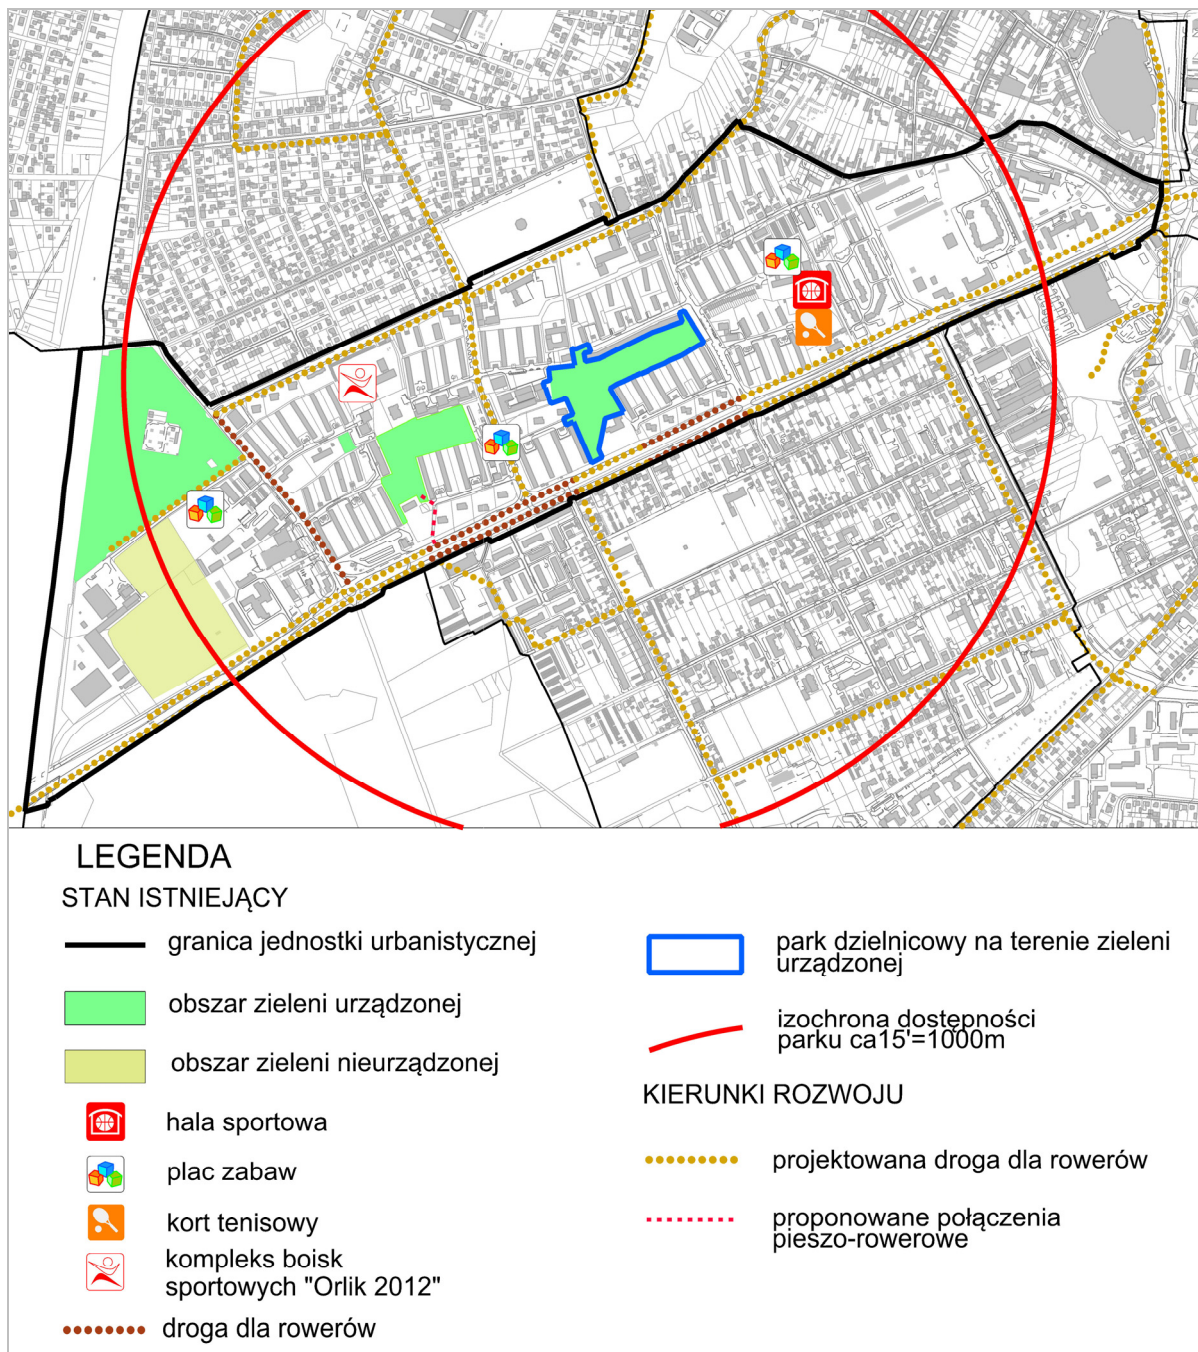 LEGENDA
STAN ISTNIEJĄCY
granica jednostki urbanistycznej
obszar zieleni urządzonej
obszar zieleni nieurządzonej
hala sportowa
plac zabaw
kort tenisowy
kompleks boisk
sportowych "Orlik 2012"
droga dla rowerów
park dzielnicowy na terenie zieleni
urządzonej
izochrona dostępności
parku ca15'=1000m
KIERUNKI ROZWOJU
projektowana droga dla rowerów
proponowane połączenia
pieszo-rowerowe